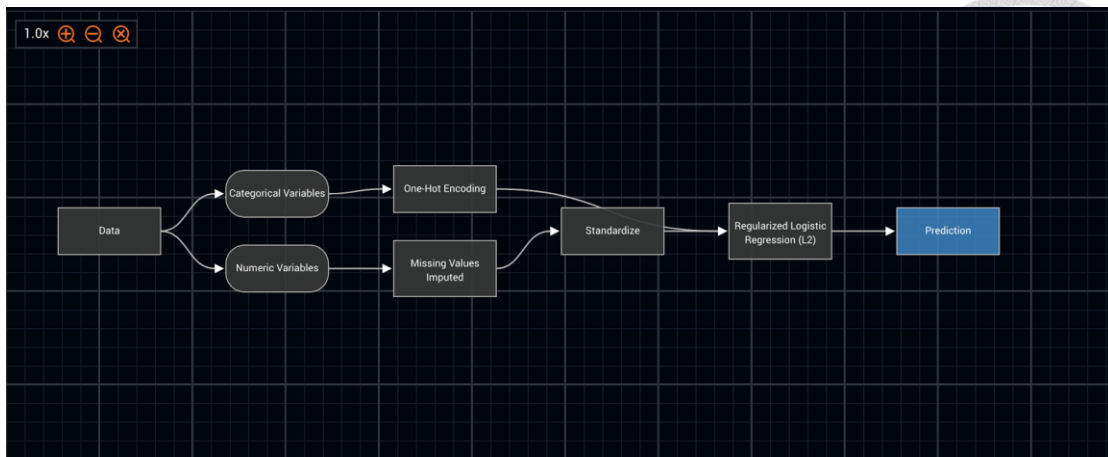 1.0x
Data
Categorical Variables
Numeric Variables
One-Hot Encoding
Missing Values
Imputed
Standardize
Regularized Logistic
Regression (L2)
Prediction